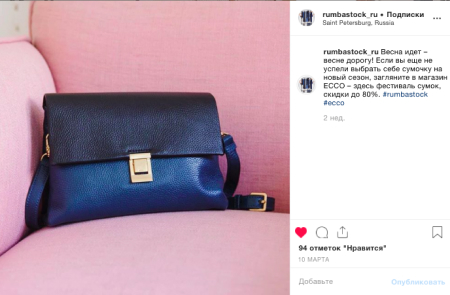 rumbastock_ru • Подписки
Saint Petersburg, Russia
rumbastock_ru Весна идет –
весне дорогу! Если вы еще не
успели выбрать себе сумочку на
новый сезон, загляните в магазин
ECCO – здесь фестиваль сумок,
скидки до 80%. #rumbastock
#ecco
2 нед.
94 отметок "Нравится"
10 МАРТА
Добавьте
Опубликовать